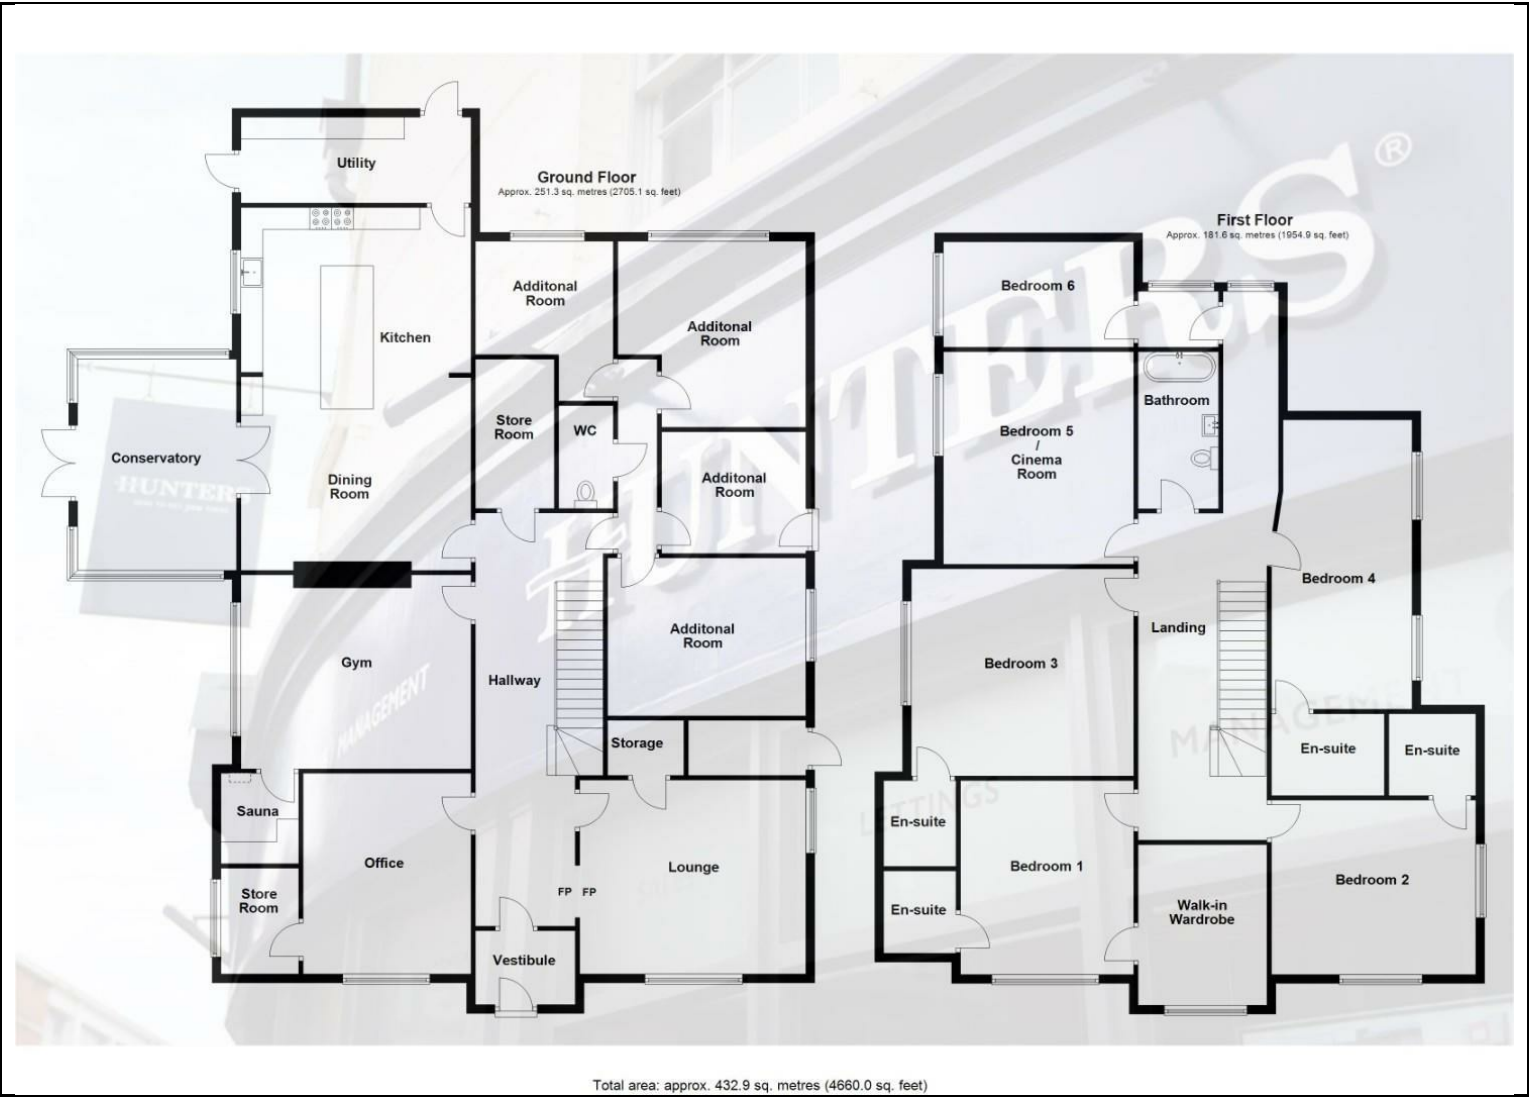 Utility
Ground Floor
Approx. 251.3 sq. metres (2705.1 sq. feet)
Additonal
Room
Additonal
Room
Kitchen
Store
Room
WC
Conservatory
Dining
Room
Additonal
Room
Gym
Hallway
Additonal
Room
Storage
Sauna
Office
Lounge
FP
FP
Store
Room
Vestibule
First Floor
Approx. 181.6 sq. metres (1954.9 sq. feet)
Bedroom 6
Bathroom
Bedroom 5
/
Cinema
Room
Bedroom 4
Landing
Bedroom 3
En-suite
En-suite
En-suite
Bedroom 1
Bedroom 2
En-suite
Walk-in
Wardrobe
HUNTERS®
HUNTERS
MANAGEMENT
MANAGEMENT
LETTINGS
Total area: approx. 432.9 sq. metres (4660.0 sq. feet)